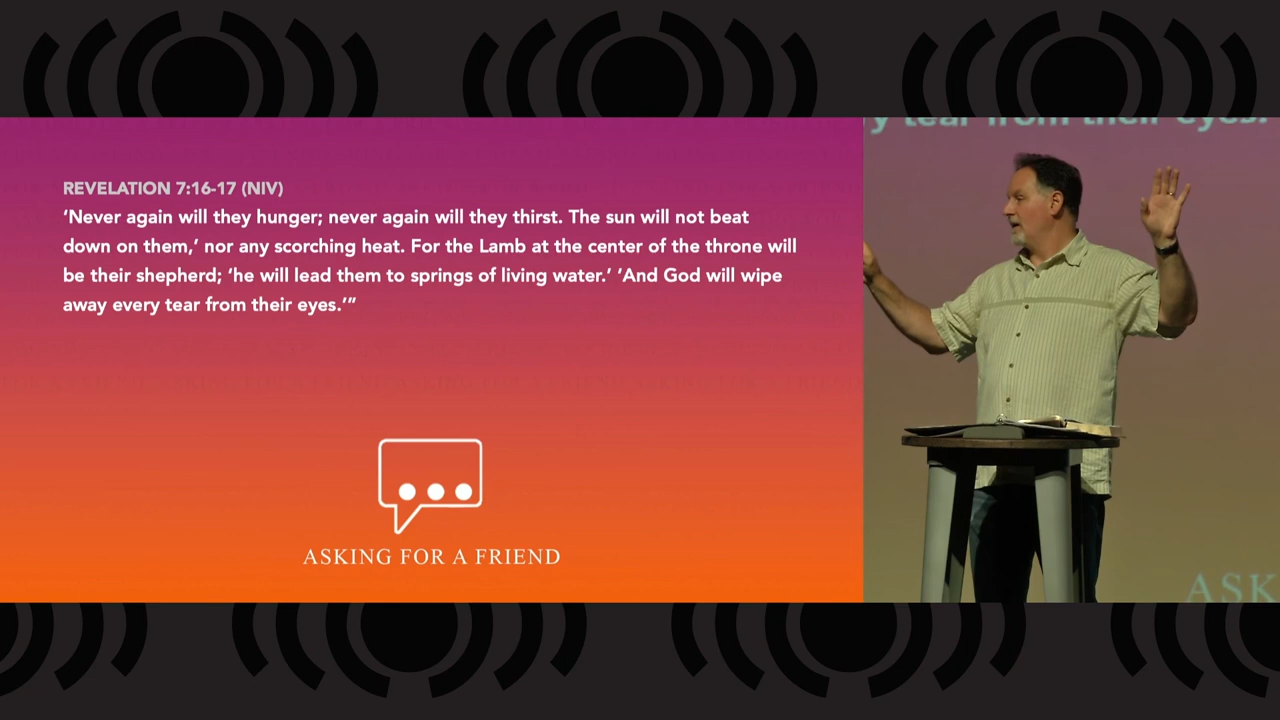 REVELATION 7:16-17 (NIV)
‘Never again will they hunger; never again will they thirst. The sun will not beat
down on them,’ nor any scorching heat. For the Lamb at the center of the throne will
be their shepherd; ‘he will lead them to springs of living water.’ ‘And God will wipe
away every tear from their eyes.’”
ASKING FOR A FRIEND
y tear from their eyes.
ASK